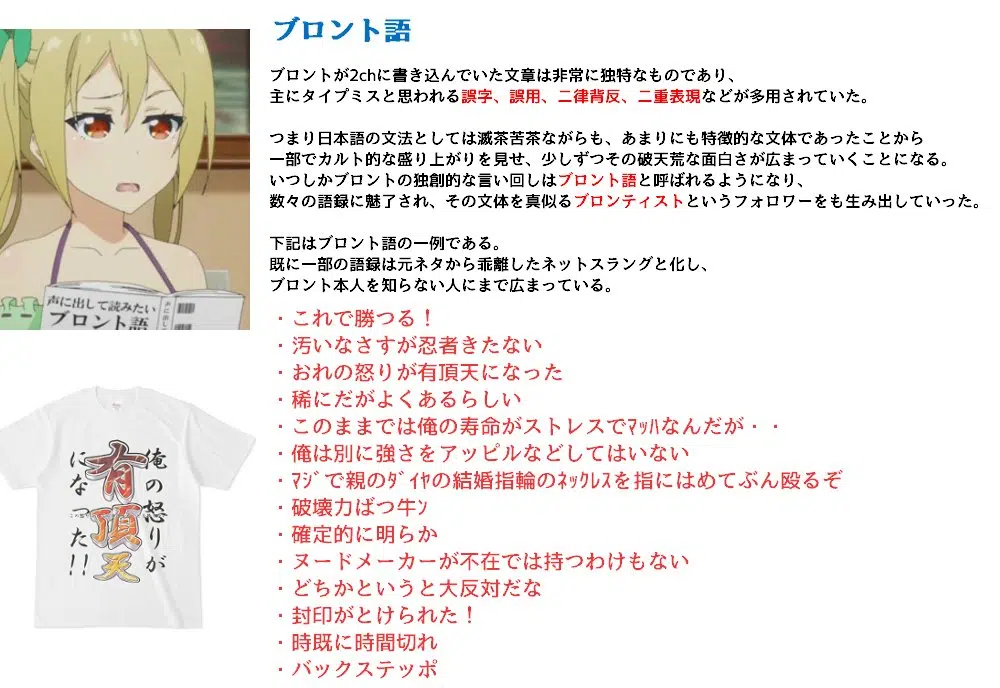 ブロント語
ブロントが2chに書き込んでいた文章は非常に独特なものであり、
主にタイプミスと思われる誤字、誤用、二律背反、二重表現などが多用されていた。
つまり日本語の文法としては滅茶苦茶ながらも、あまりにも特徴的な文体であったことから
一部でカルト的な盛り上がりを見せ、少しずつその破天荒な面白さが広まっていくことになる。
いつしかブロントの独創的な言い回しはブロント語と呼ばれるようになり、
数々の語録に魅了され、その文体を真似るブロンティストというフォロワーをも生み出していった。
下記はブロント語の一例である。
既に一部の語録は元ネタから乖離したネットスラングと化し、
ブロント本人を知らない人にまで広まっている。
・これで勝つる！
・汚いなさすが忍者きたない
・おれの怒りが有頂天になった
・稀にだがよくあるらしい
・このままでは俺の寿命がストレスでﾏｯﾊなんだが・・
・俺は別に強さをアッピルなどしてはいない
・ﾏｼﾞで親のﾀﾞｲﾔの結婚指輪のﾈｯｸﾚｽを指にはめてぶん殴るぞ
・破壊力ばつ牛ﾝ
・確定的に明らか
・ヌードメーカーが不在では持つわけもない
・どちかというと大反対だな
・封印がとけられた！
・時既に時間切れ
・バックステッポ
声に出して読みたい
ブロント語
声に出して
俺の怒りが
有頂天
になった!!